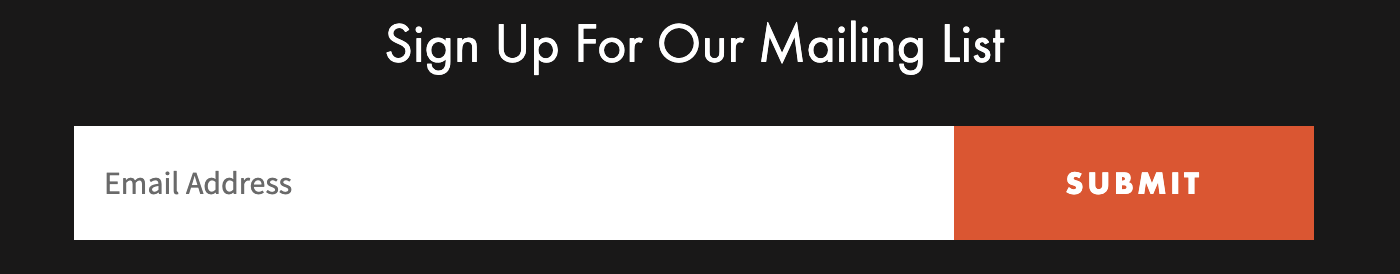 Sign Up For Our Mailing List
Email Address
SUBMIT